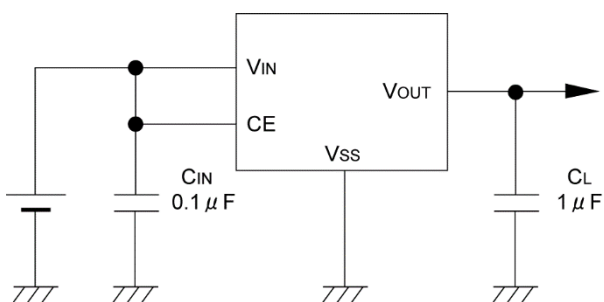 VIN
VOUT
CE
VSS
CIN
0.1 μF
CL
1 μF